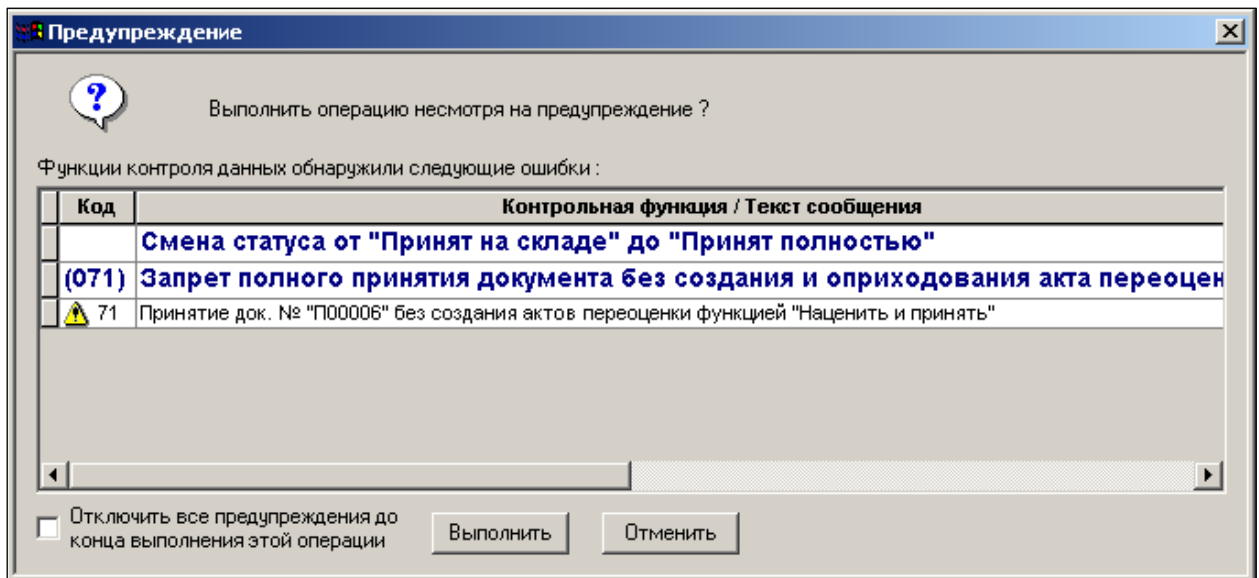 Предупреждение
Выполнить операцию несмотря на предупреждение ?
Функции контроля данных обнаружили следующие ошибки :
Код Контрольная функция / Текст сообщения
Смена статуса от "Принят на складе" до "Принят полностью"
(071) Запрет полного принятия документа без создания и оприходования акта переоцен
71 Принятие док. № "П00006" без создания актов переоценки функцией "Наценить и принять"
Отключить все предупреждения до
конца выполнения этой операции
Выполнить Отменить